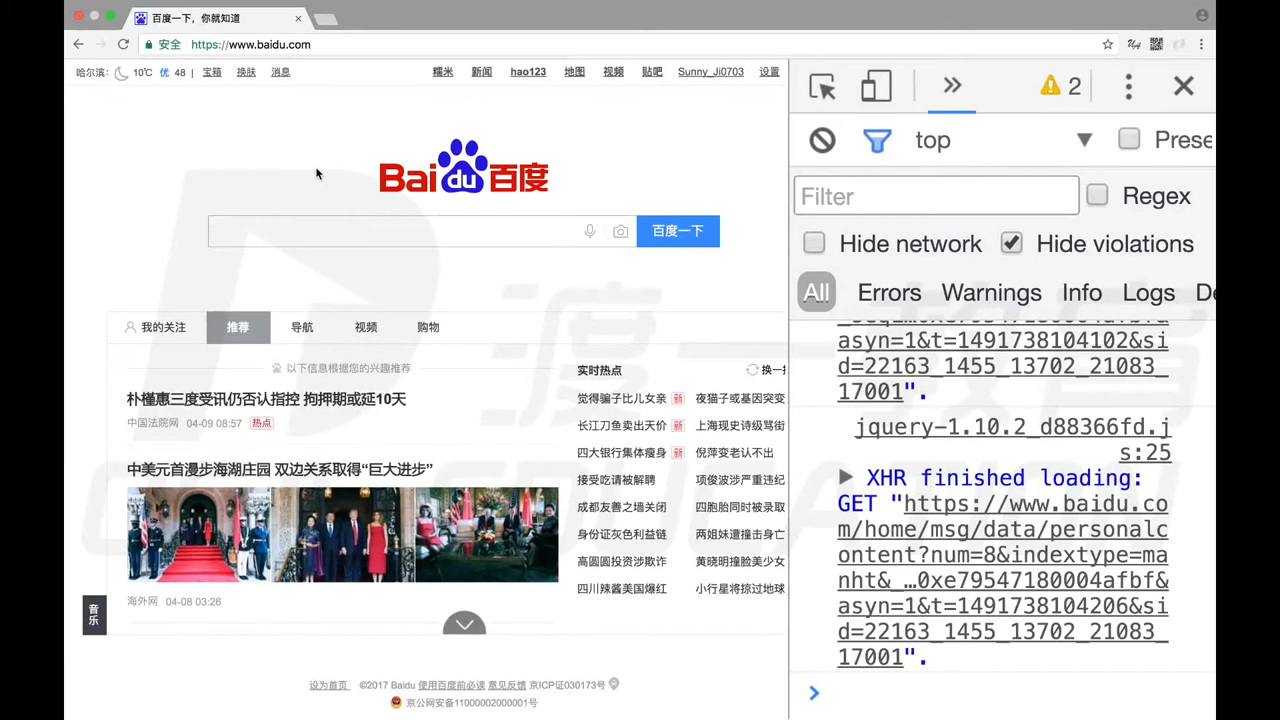 百度一下，你就知道
安全 https://www.baidu.com
哈尔滨： 10℃ 优 48 | 宝箱 换肤 消息
糯米 新闻 hao123 地图 视频 贴吧 Sunny_Ji0703 设置
Bai du 百度
百度一下
我的关注 推荐 导航 视频 购物
以下信息根据您的兴趣推荐
朴槿惠三度受讯仍否认指控 拘押期或延10天
中国法院网 04-09 08:57 热点
中美元首漫步海湖庄园 双边关系取得“巨大进步”
海外网 04-08 03:26
音乐
实时热点 换一
觉得骗子比儿女亲 新 夜猫子或基因突变
长江刀鱼卖出天价 新 上海现史诗级骂街
四大银行集体瘦身 新 倪萍变老认不出
接受吃请被解聘 项俊波涉严重违纪
成都友善之墙关闭 四胞胎同时被录取
身份证灰色利益链 两姐妹遭撞击身亡
高圆圆投资涉欺诈 黄晓明撞脸美少女
四川辣酱美国爆红 小行星将掠过地球
设为首页 ©2017 Baidu 使用百度前必读 意见反馈 京ICP证030173号
京公网安备11000002000001号
2
top Prese
Filter Regex
Hide network Hide violations
All Errors Warnings Info Logs De
asyn=1&t=1491738104102&si
d=22163_1455_13702_21083_
17001".
jquery-1.10.2_d88366fd.j
s:25
XHR finished loading:
GET "https://www.baidu.co
m/home/msg/data/personalc
ontent?num=8&indextype=ma
nht&_…0xe79547180004afbf&
asyn=1&t=1491738104206&si
d=22163_1455_13702_21083_
17001".